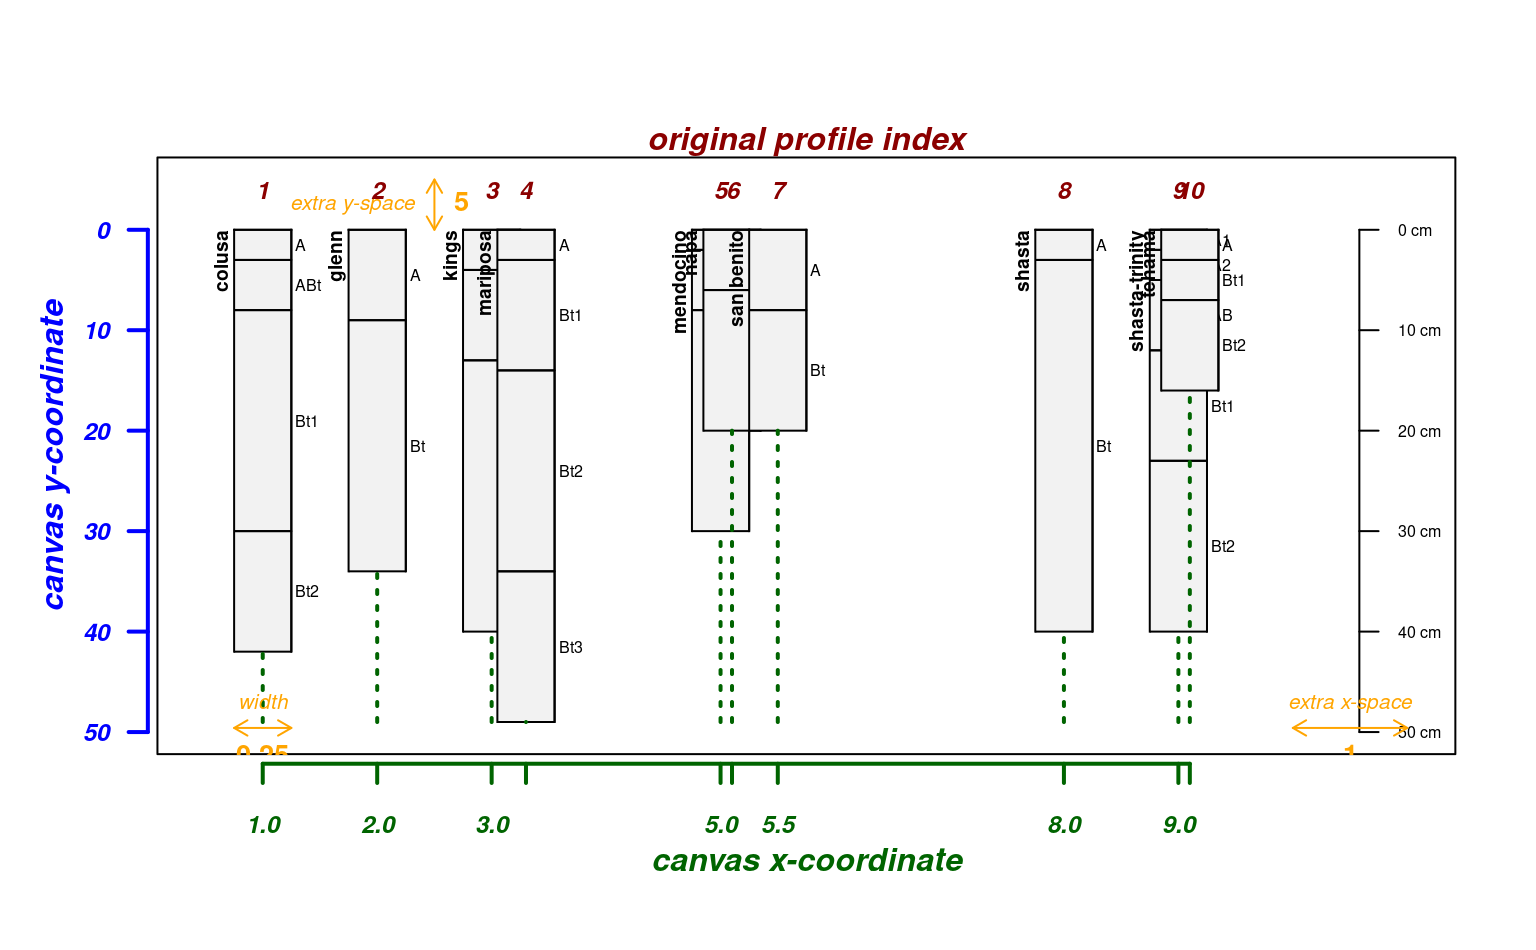 original profile index
1 2 3 4 5 6 7 8 9 10
extra y-space 5
canvas y-coordinate
0
10
20
30
40
50
colusa
A
ABt
Bt1
Bt2
glenn
A
Bt
kings
mariposa
A
Bt1
Bt2
Bt3
mendocino
napa
san benito
A
Bt
shasta
A
Bt
shasta-trinity
Bt1
Bt2
tehama
A
Bt1
Bt2
0 cm
10 cm
20 cm
30 cm
40 cm
50 cm
width
0.25
extra x-space
1
1.0 2.0 3.0 5.0 5.5 8.0 9.0
canvas x-coordinate